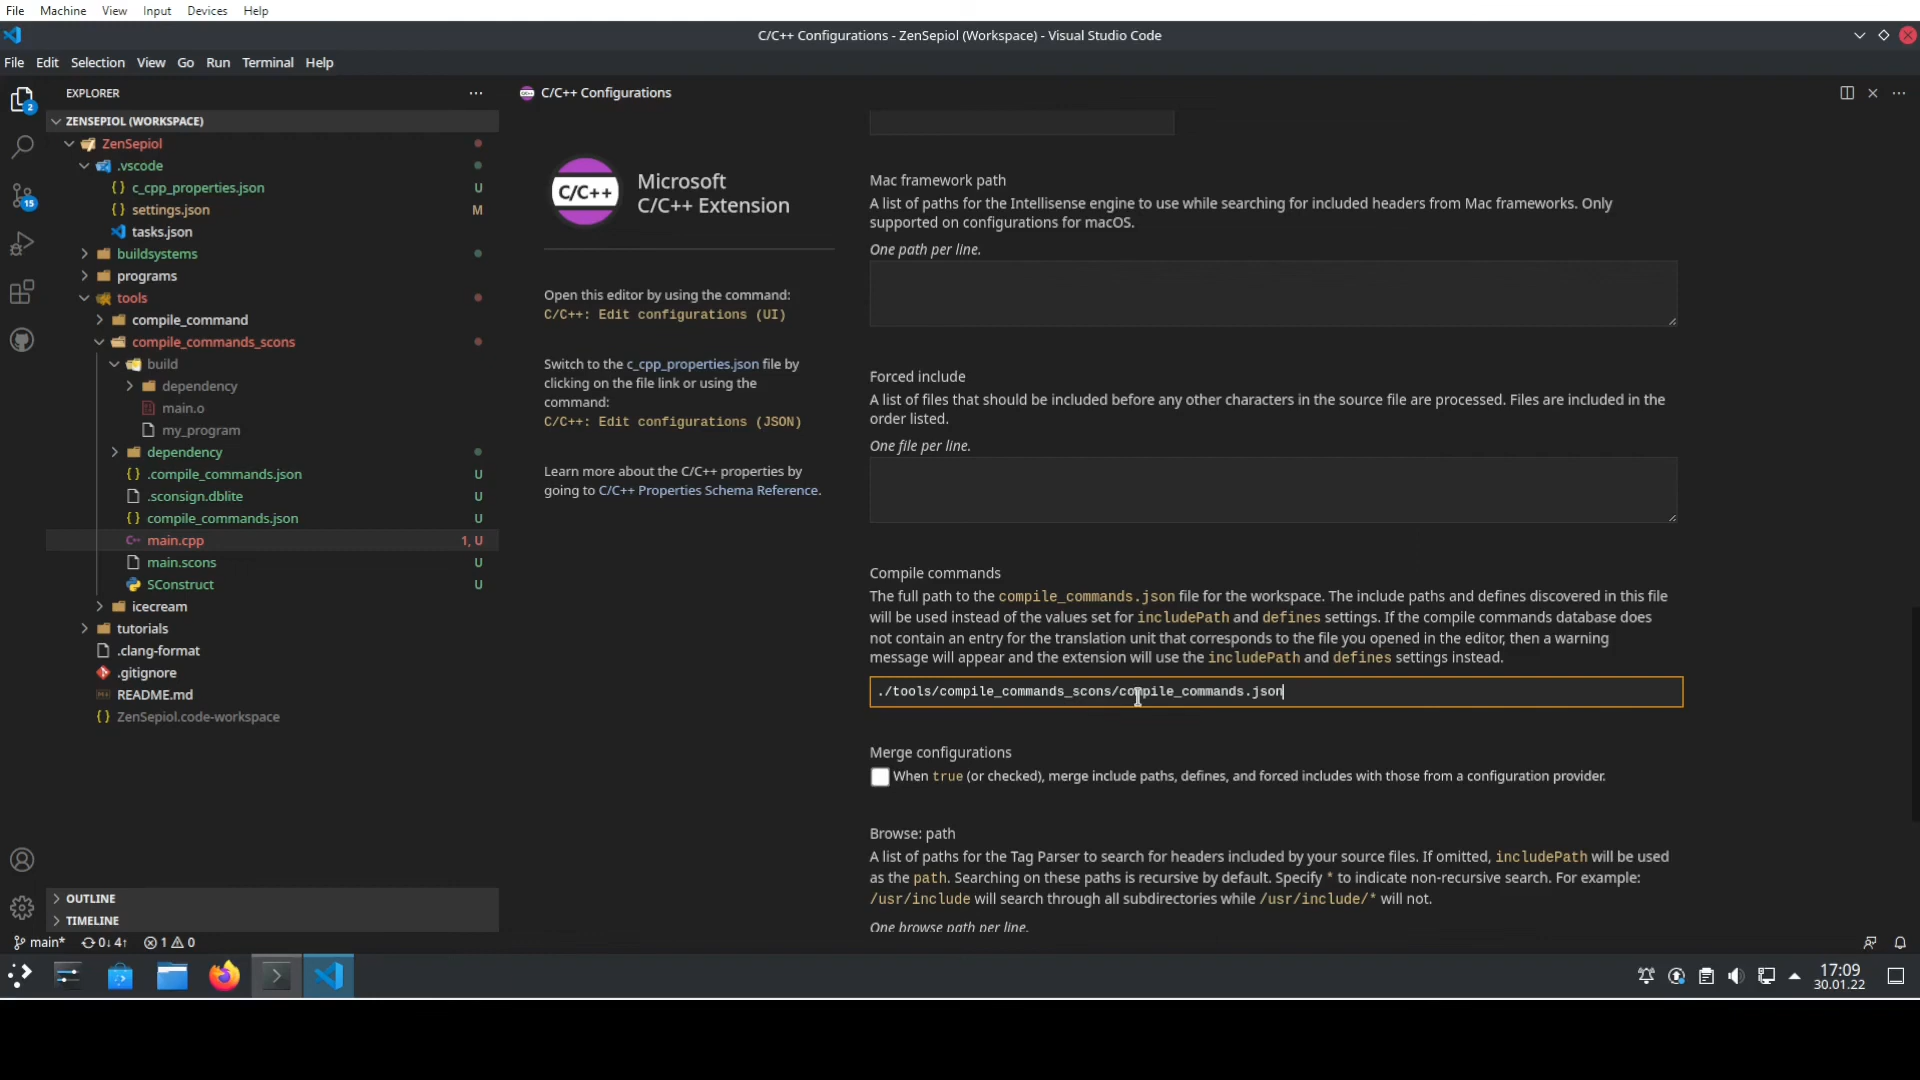 File Machine View Input Devices Help
C/C++ Configurations - ZenSepiol (Workspace) - Visual Studio Code
File Edit Selection View Go Run Terminal Help
EXPLORER
ZENSEPIOL (WORKSPACE)
ZenSepiol
.vscode
c_cpp_properties.json U
settings.json M
tasks.json
buildsystems
programs
tools
compile_command
compile_commands_scons
build
dependency
main.o
my_program
dependency
.compile_commands.json U
.sconsign.dblite U
compile_commands.json U
main.cpp 1, U
main.scons U
SConstruct U
icecream
tutorials
.clang-format
.gitignore
README.md
ZenSepiol.code-workspace
OUTLINE
TIMELINE
2
15
C/C++ Configurations
C/C++
Microsoft
C/C++ Extension
Open this editor by using the command:
C/C++: Edit configurations (UI)
Switch to the c_cpp_properties.json file by
clicking on the file link or using the
command:
C/C++: Edit configurations (JSON)
Learn more about the C/C++ properties by
going to C/C++ Properties Schema Reference.
Mac framework path
A list of paths for the Intellisense engine to use while searching for included headers from Mac frameworks. Only
supported on configurations for macOS.
One path per line.
Forced include
A list of files that should be included before any other characters in the source file are processed. Files are included in the
order listed.
One file per line.
Compile commands
The full path to the compile_commands.json file for the workspace. The include paths and defines discovered in this file
will be used instead of the values set for includePath and defines settings. If the compile commands database does
not contain an entry for the translation unit that corresponds to the file you opened in the editor, then a warning
message will appear and the extension will use the includePath and defines settings instead.
./tools/compile_commands_scons/compile_commands.json
Merge configurations
When true (or checked), merge include paths, defines, and forced includes with those from a configuration provider.
Browse: path
A list of paths for the Tag Parser to search for headers included by your source files. If omitted, includePath will be used
as the path. Searching on these paths is recursive by default. Specify * to indicate non-recursive search. For example:
/usr/include will search through all subdirectories while /usr/include/* will not.
One browse path per line.
main* 0↓ 4↑ 1 0
17:09
30.01.22